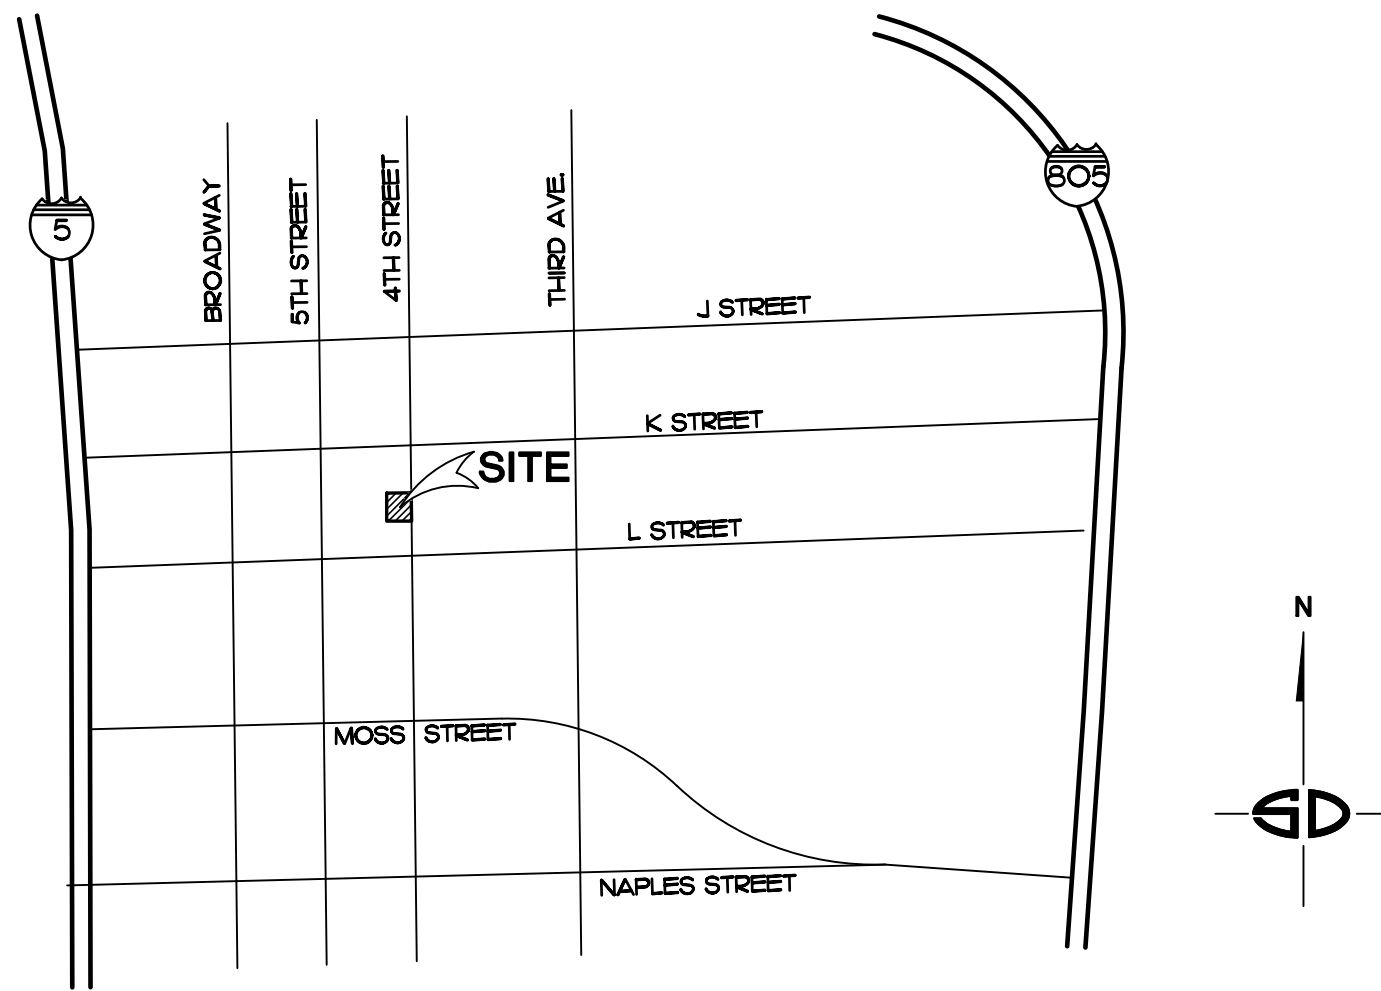 5
805
BROADWAY
5TH STREET
4TH STREET
THIRD AVE.
J STREET
K STREET
SITE
L STREET
N
MOSS STREET
SD
NAPLES STREET